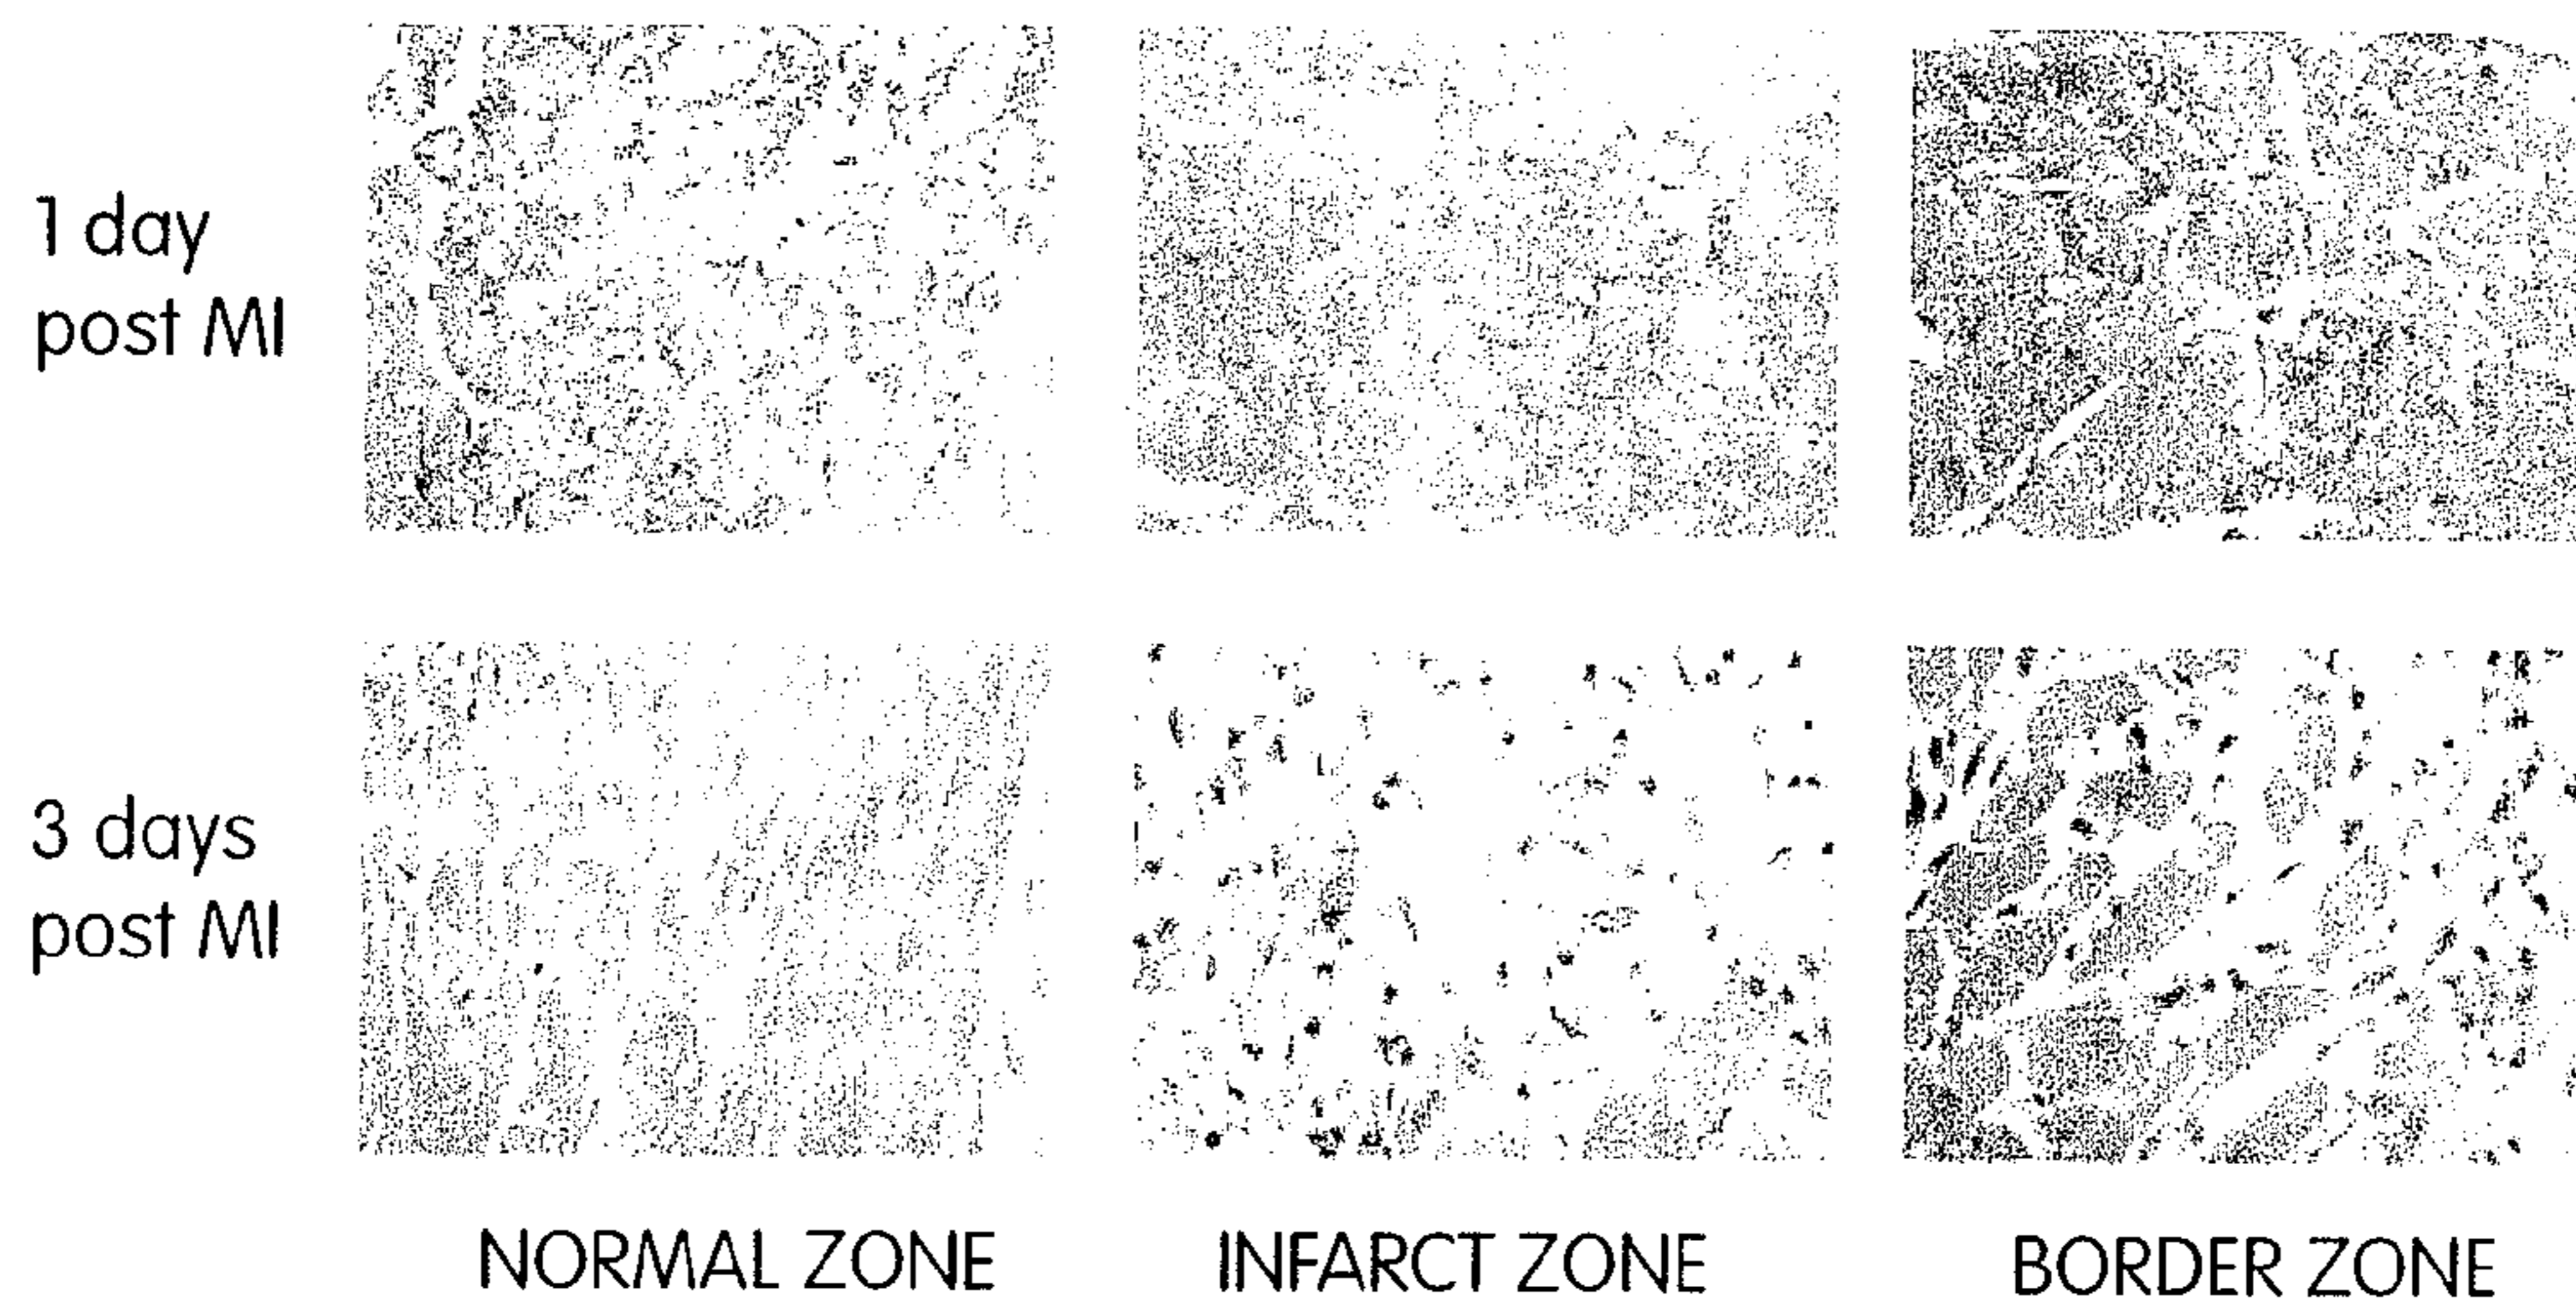 1 day
post MI
3 days
post MI
NORMAL ZONE
INFARCT ZONE
BORDER ZONE